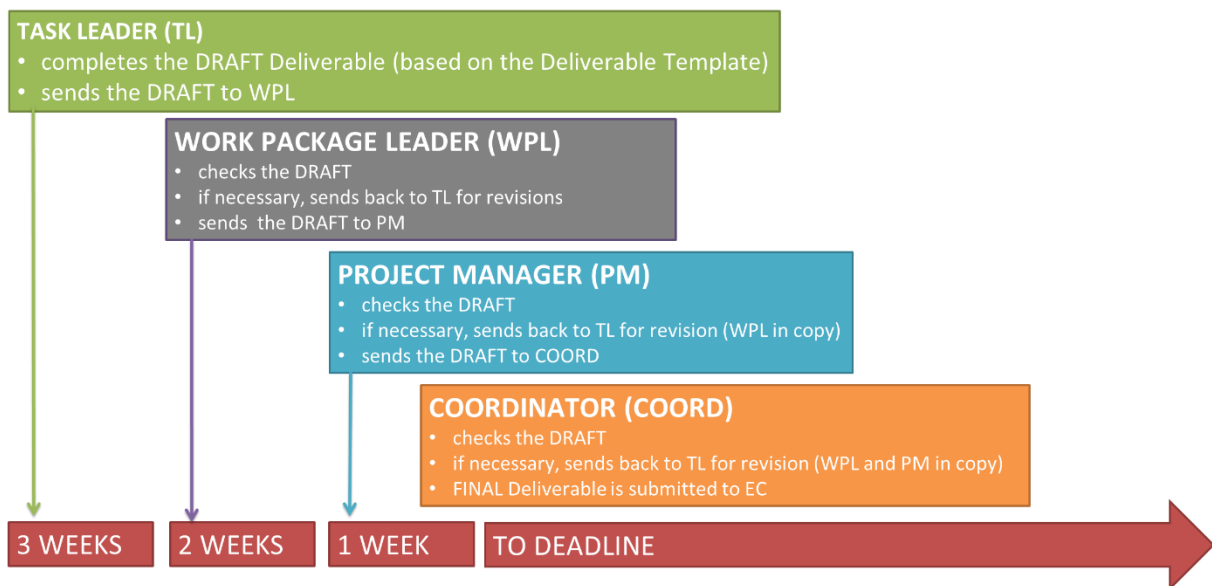 TASK LEADER (TL)
• completes the DRAFT Deliverable (based on the Deliverable Template)
• sends the DRAFT to WPL
WORK PACKAGE LEADER (WPL)
• checks the DRAFT
• if necessary, sends back to TL for revisions
• sends the DRAFT to PM
PROJECT MANAGER (PM)
• checks the DRAFT
• if necessary, sends back to TL for revision (WPL in copy)
• sends the DRAFT to COORD
COORDINATOR (COORD)
• checks the DRAFT
• if necessary, sends back to TL for revision (WPL and PM in copy)
• FINAL Deliverable is submitted to EC
3 WEEKS
2 WEEKS
1 WEEK
TO DEADLINE